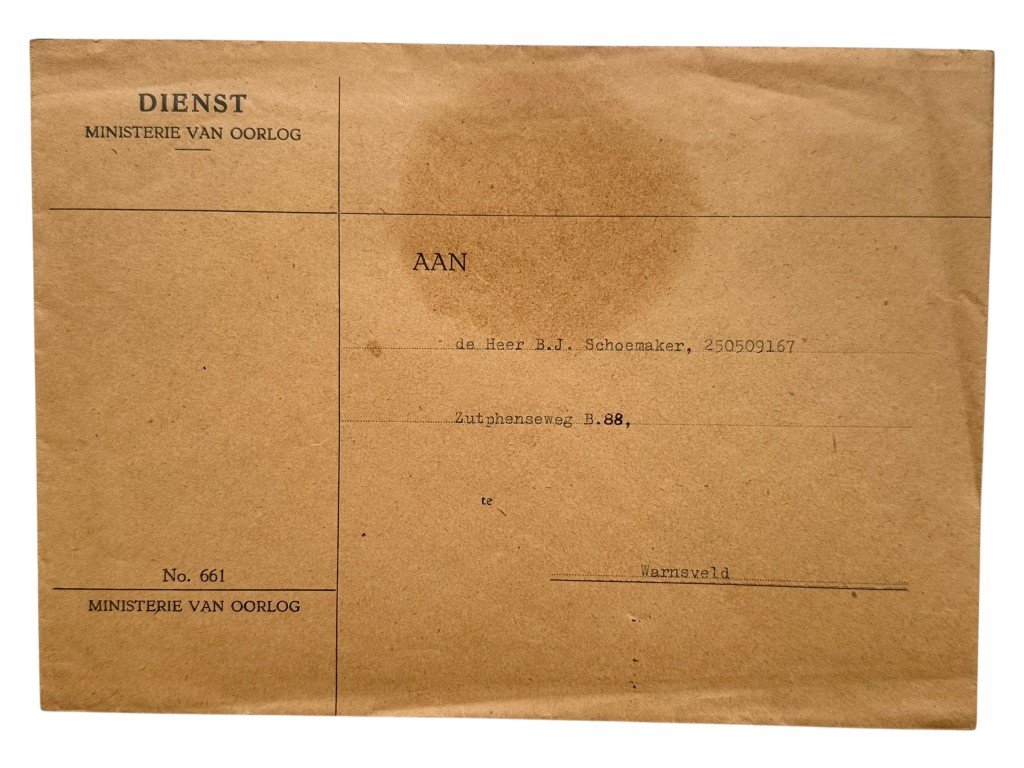 DIENST
MINISTERIE VAN OORLOG
AAN
de Heer B.J. Schoemaker, 250509167
Zutphenseweg B.88,
te
Warnsveld
No. 661
MINISTERIE VAN OORLOG